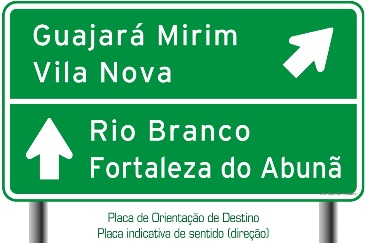 Guajará Mirim
Vila Nova
Rio Branco
Fortaleza do Abunã
Placa de Orientação de Destino
Placa indicativa de sentido (direção)